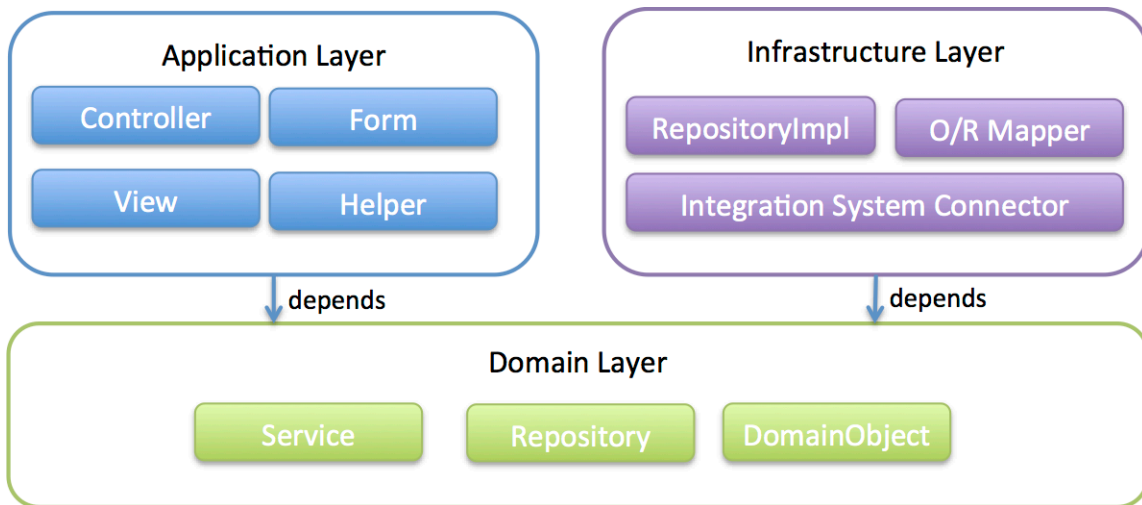 Application Layer
Controller
Form
View
Helper
Infrastructure Layer
RepositoryImpl
O/R Mapper
Integration System Connector
depends
depends
Domain Layer
Service
Repository
DomainObject